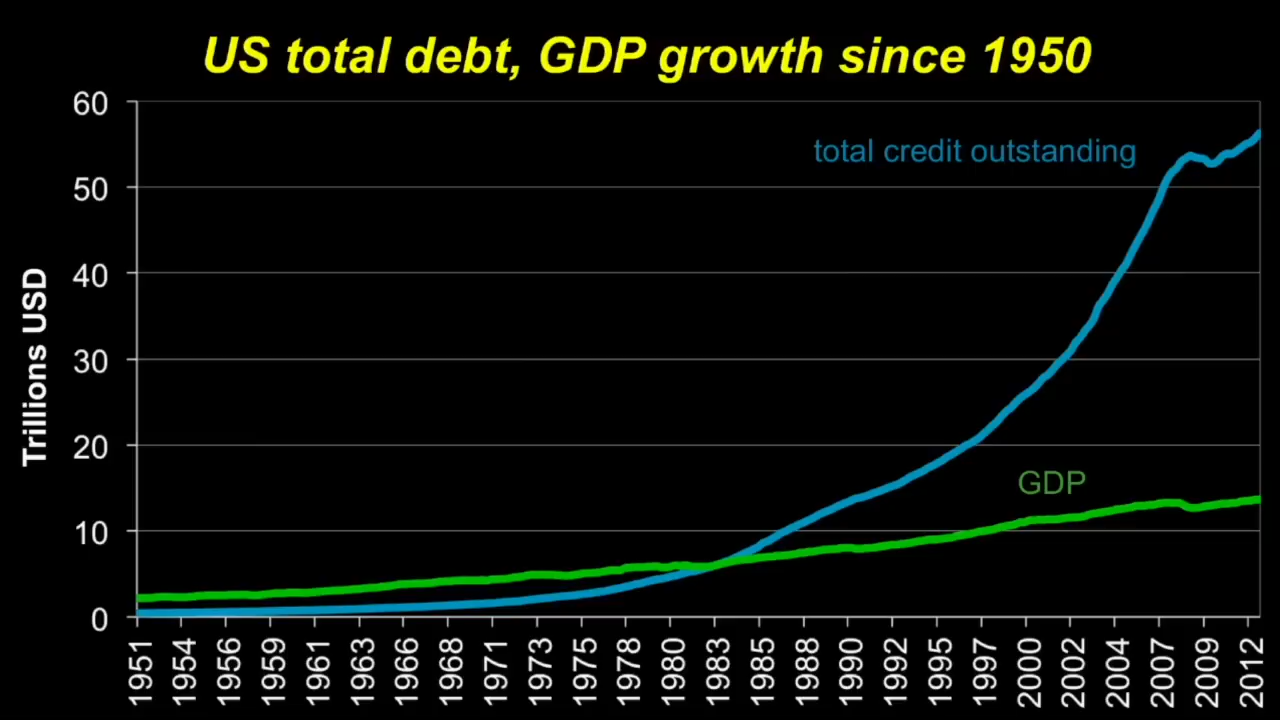 US total debt, GDP growth since 1950
60
total credit outstanding
50
40
30
20
GDP
10
0
Trillions USD
1951 1954 1956 1959 1961 1963 1966 1968 1971 1973 1975 1978 1980 1983 1985 1988 1990 1992 1995 1997 2000 2002 2004 2007 2009 2012